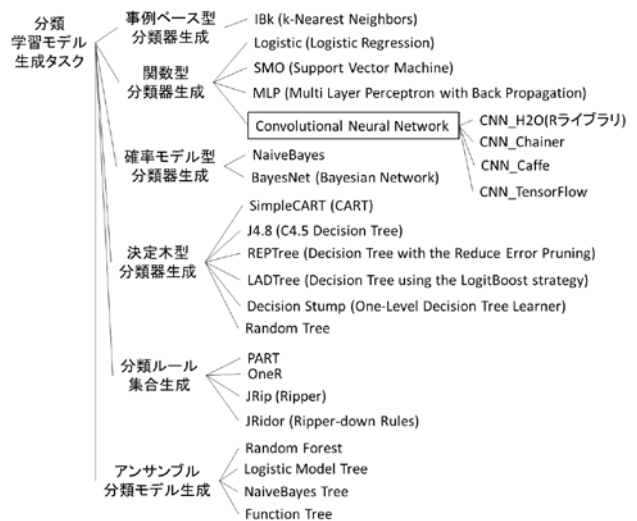 分類
学習モデル
生成タスク
事例ベース型
分類器生成
IBk (k-Nearest Neighbors)
関数型
分類器生成
Logistic (Logistic Regression)
SMO (Support Vector Machine)
MLP (Multi Layer Perceptron with Back Propagation)
Convolutional Neural Network
CNN_H2O(Rライブラリ)
CNN_Chainer
CNN_Caffe
CNN_TensorFlow
確率モデル型
分類器生成
NaiveBayes
BayesNet (Bayesian Network)
決定木型
分類器生成
SimpleCART (CART)
J4.8 (C4.5 Decision Tree)
REPTree (Decision Tree with the Reduce Error Pruning)
LADTree (Decision Tree using the LogitBoost strategy)
Decision Stump (One-Level Decision Tree Learner)
Random Tree
分類ルール
集合生成
PART
OneR
JRip (Ripper)
JRidor (Ripper-down Rules)
アンサンブル
分類モデル生成
Random Forest
Logistic Model Tree
NaiveBayes Tree
Function Tree